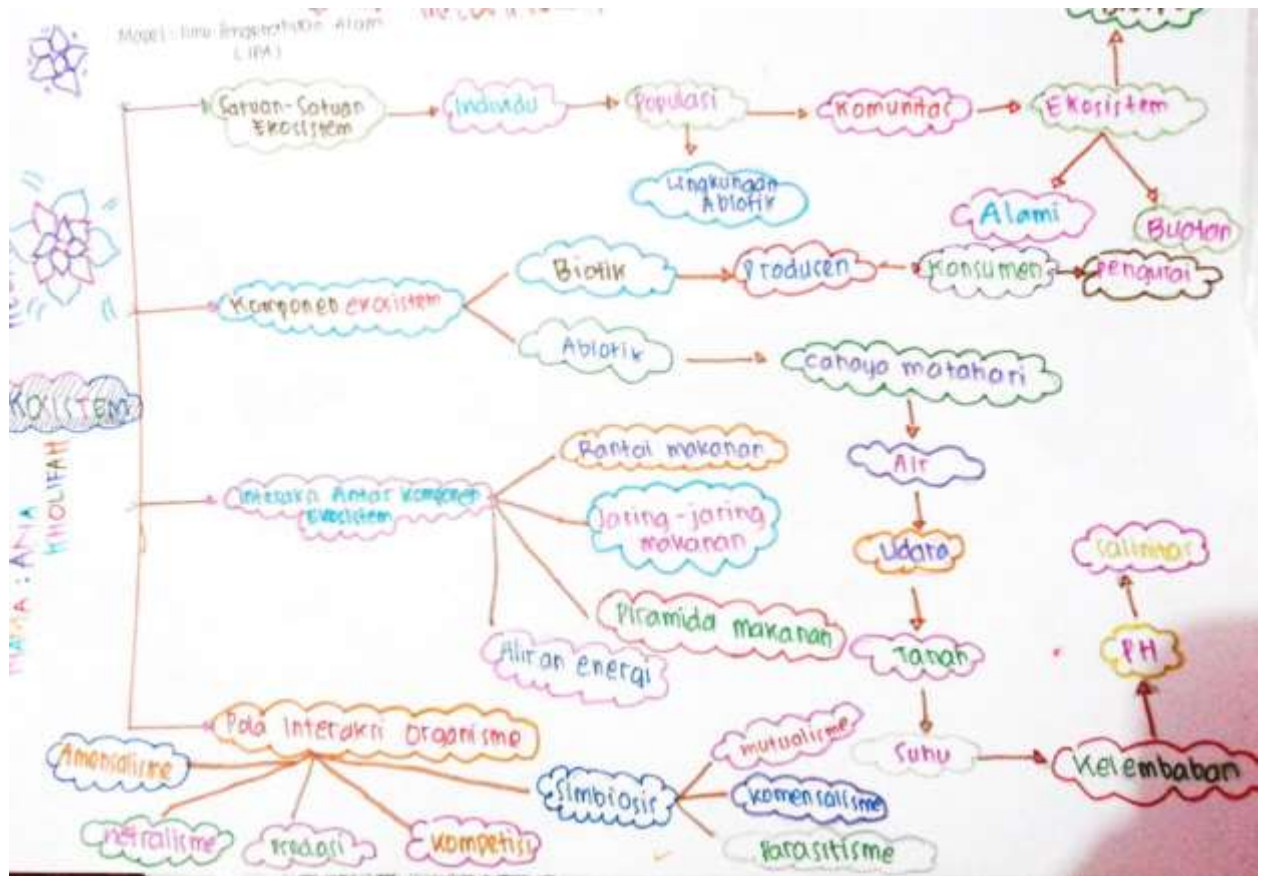 Mapel : Ilmu Pengetahuan Alam
(IPA)
Satuan-Satuan
Ekosistem
Individu
Populasi
Komunitas
Ekosistem
Lingkungan
Abiotik
Alami
Buatan
Komponen ekosistem
Biotik
Producen
Konsumen
Pengurai
Abiotik
Cahaya matahari
KOSISTEM
Rantai makanan
Air
Interaksi Antar Komponen
Ekosistem
Jaring-jaring
makanan
Udara
Salinitas
NAMA : ANA
KHOLIFAH
Piramida makanan
Aliran energi
Tanah
PH
Pola Interaksi Organisme
Suhu
Kelembaban
Amensalisme
Simbiosis
mutualisme
Komensalisme
Parasitisme
netralisme
Predasi
Kompetisi